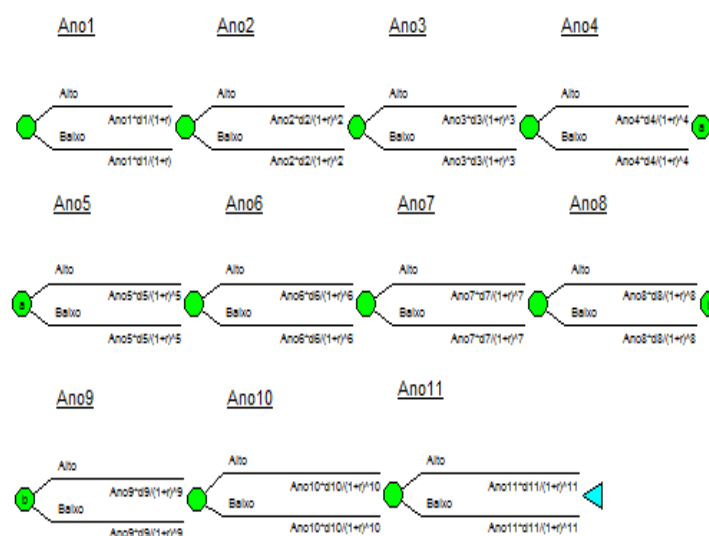 Ano1 Ano2 Ano3 Ano4
Alto Alto Alto Alto
Ano1*d1/(1+r) Ano2*d2/(1+r)^2 Ano3*d3/(1+r)^3 Ano4*d4/(1+r)^4
a
Baixo Baixo Baixo Baixo
Ano1*d1/(1+r) Ano2*d2/(1+r)^2 Ano3*d3/(1+r)^3 Ano4*d4/(1+r)^4
Ano5 Ano6 Ano7 Ano8
Alto Alto Alto Alto
Ano5*d5/(1+r)^5 Ano6*d6/(1+r)^6 Ano7*d7/(1+r)^7 Ano8*d8/(1+r)^8
a
Baixo Baixo Baixo Baixo
Ano5*d5/(1+r)^5 Ano6*d6/(1+r)^6 Ano7*d7/(1+r)^7 Ano8*d8/(1+r)^8
Ano9 Ano10 Ano11
Alto Alto Alto
Ano9*d9/(1+r)^9 Ano10*d10/(1+r)^10 Ano11*d11/(1+r)^11
b
Baixo Baixo Baixo
Ano9*d9/(1+r)^9 Ano10*d10/(1+r)^10 Ano11*d11/(1+r)^11